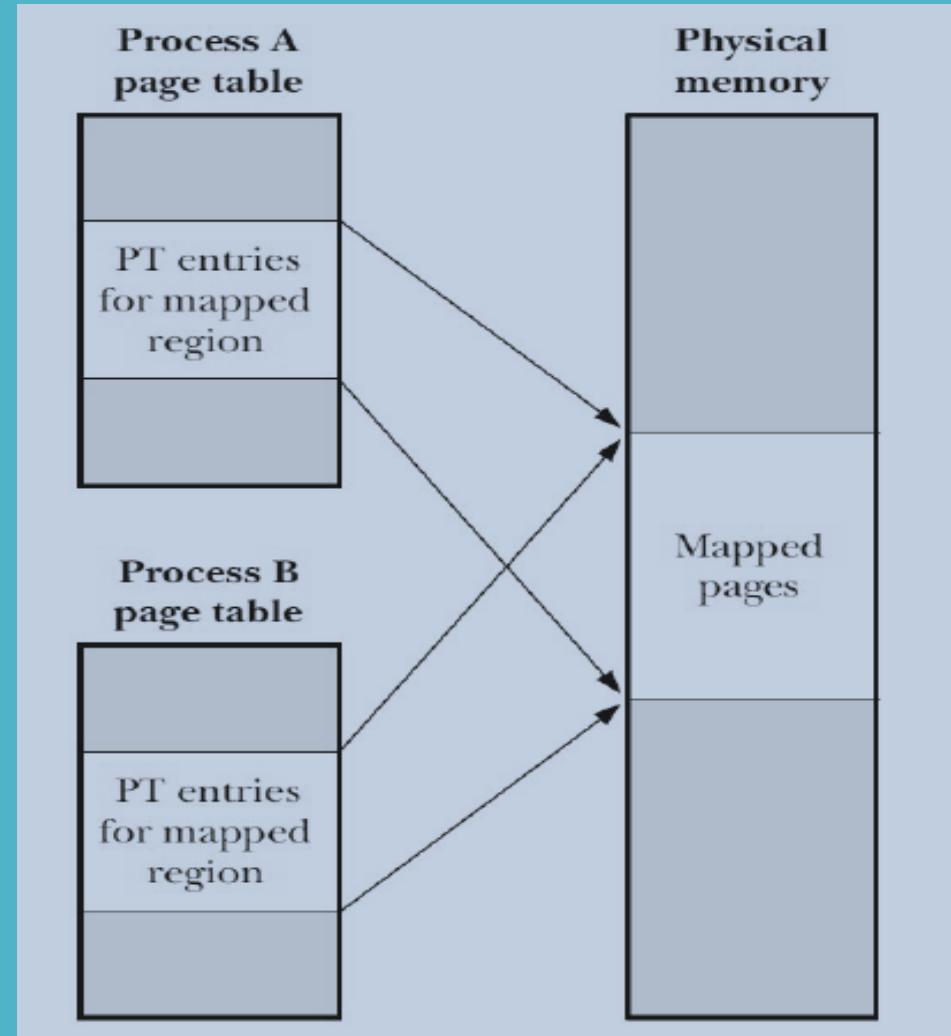 Process A
page table
Physical
memory
PT entries
for mapped
region
Mapped
pages
Process B
page table
PT entries
for mapped
region